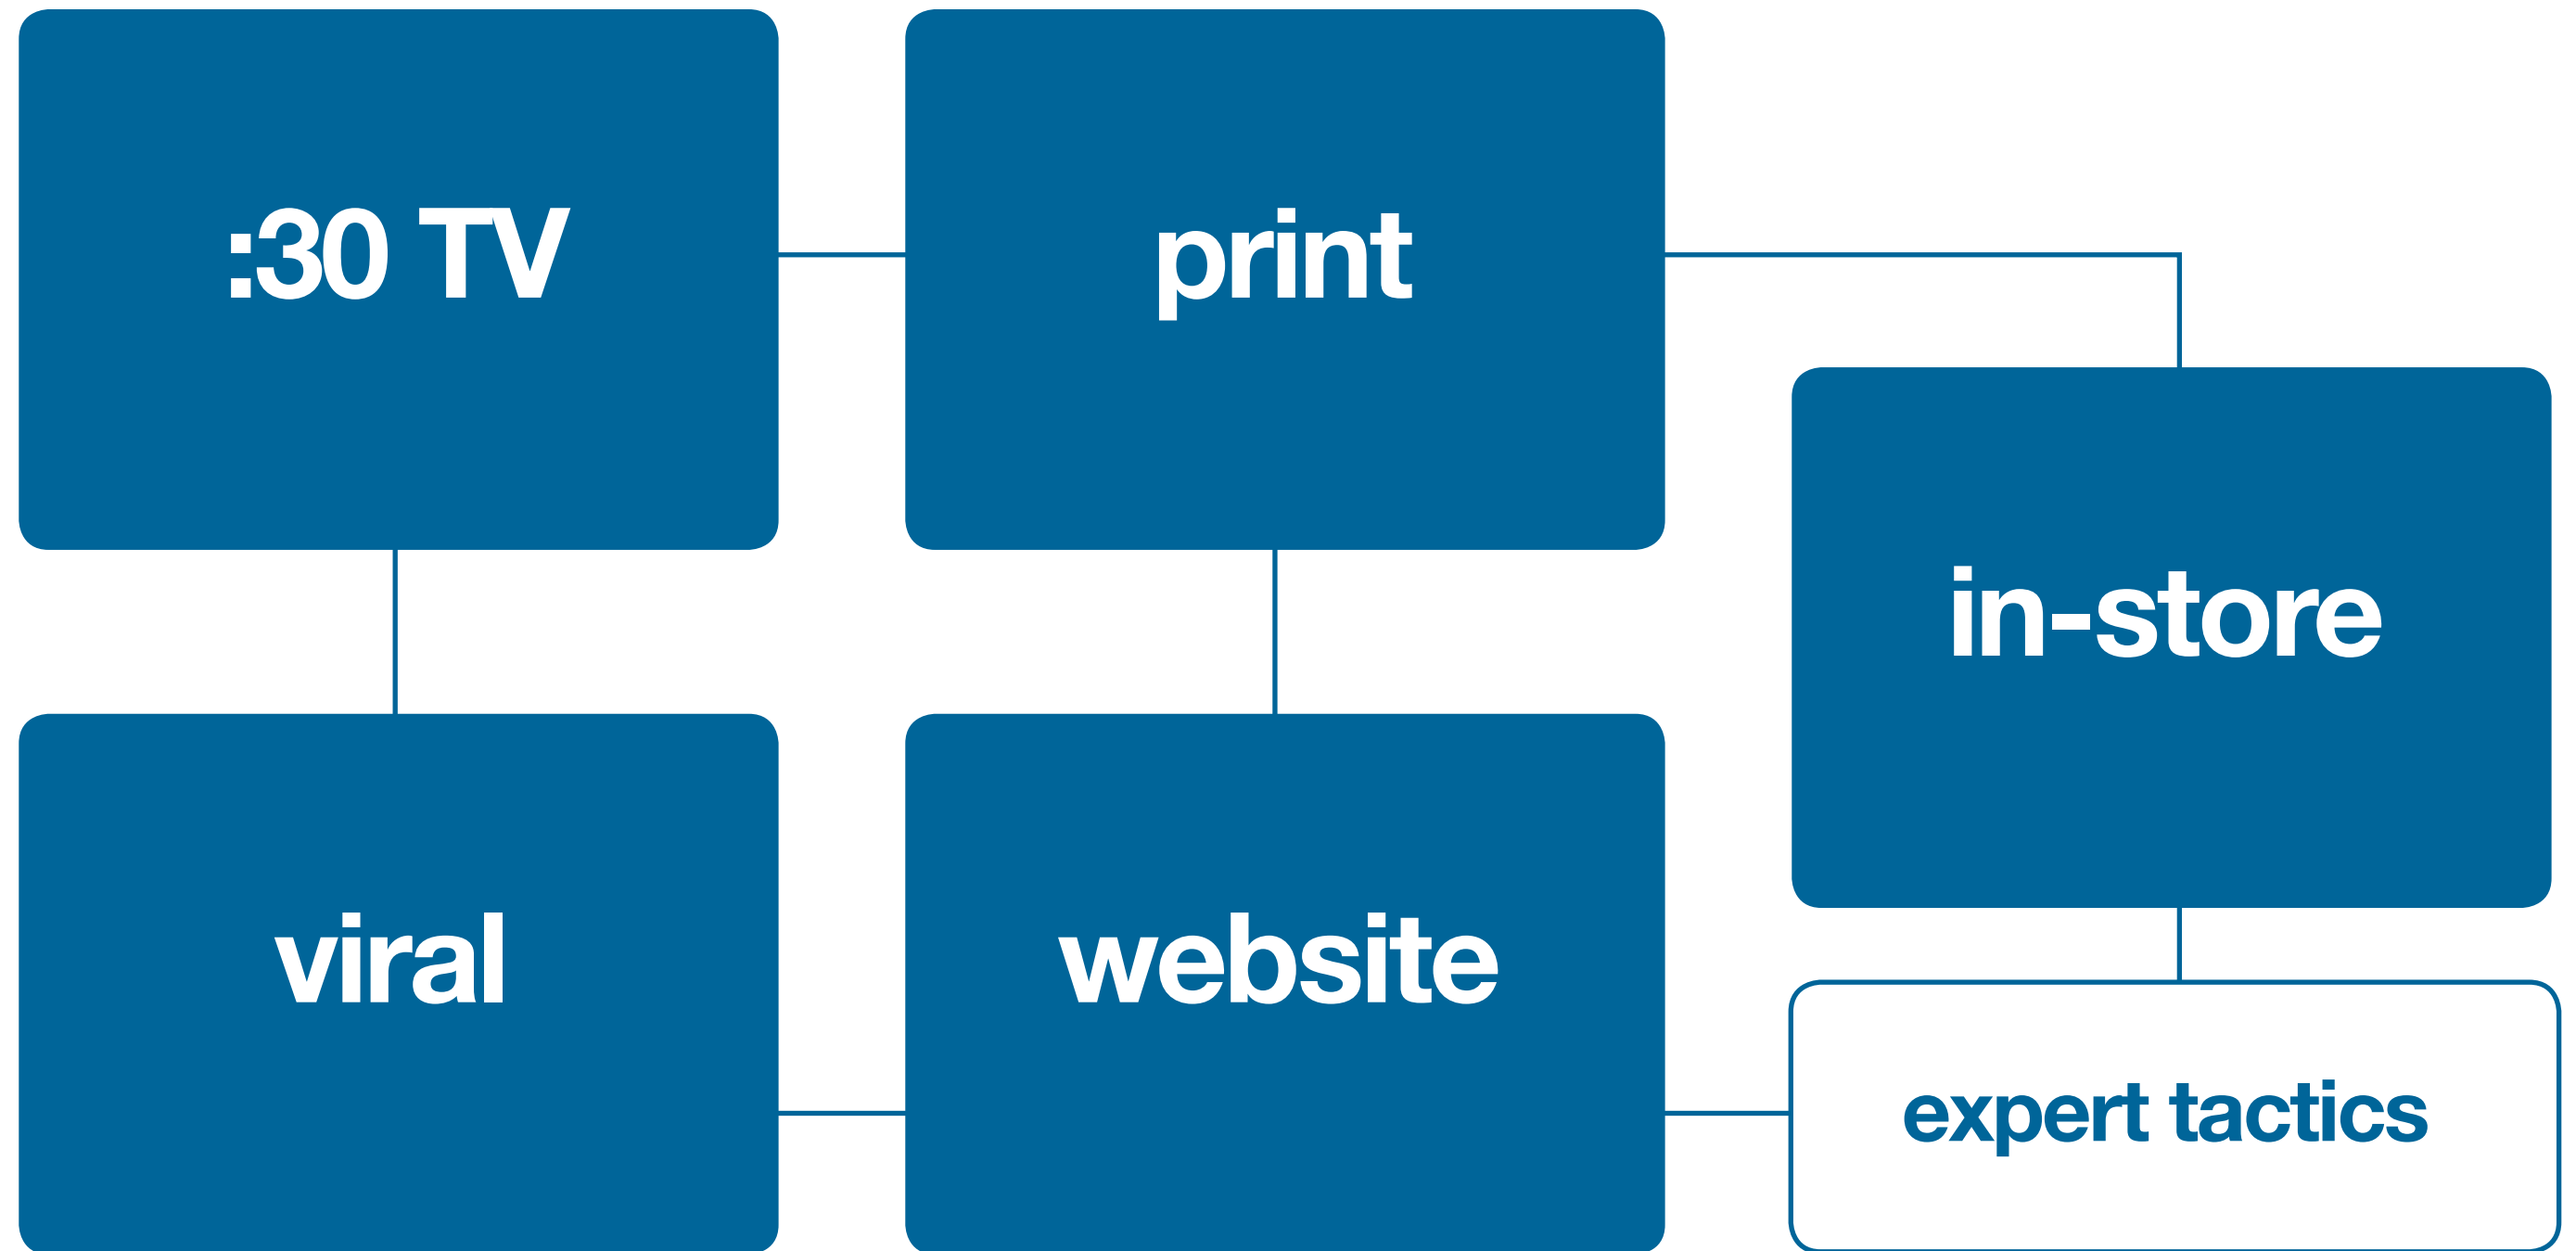 :30 TV
print
in-store
viral
website
expert tactics